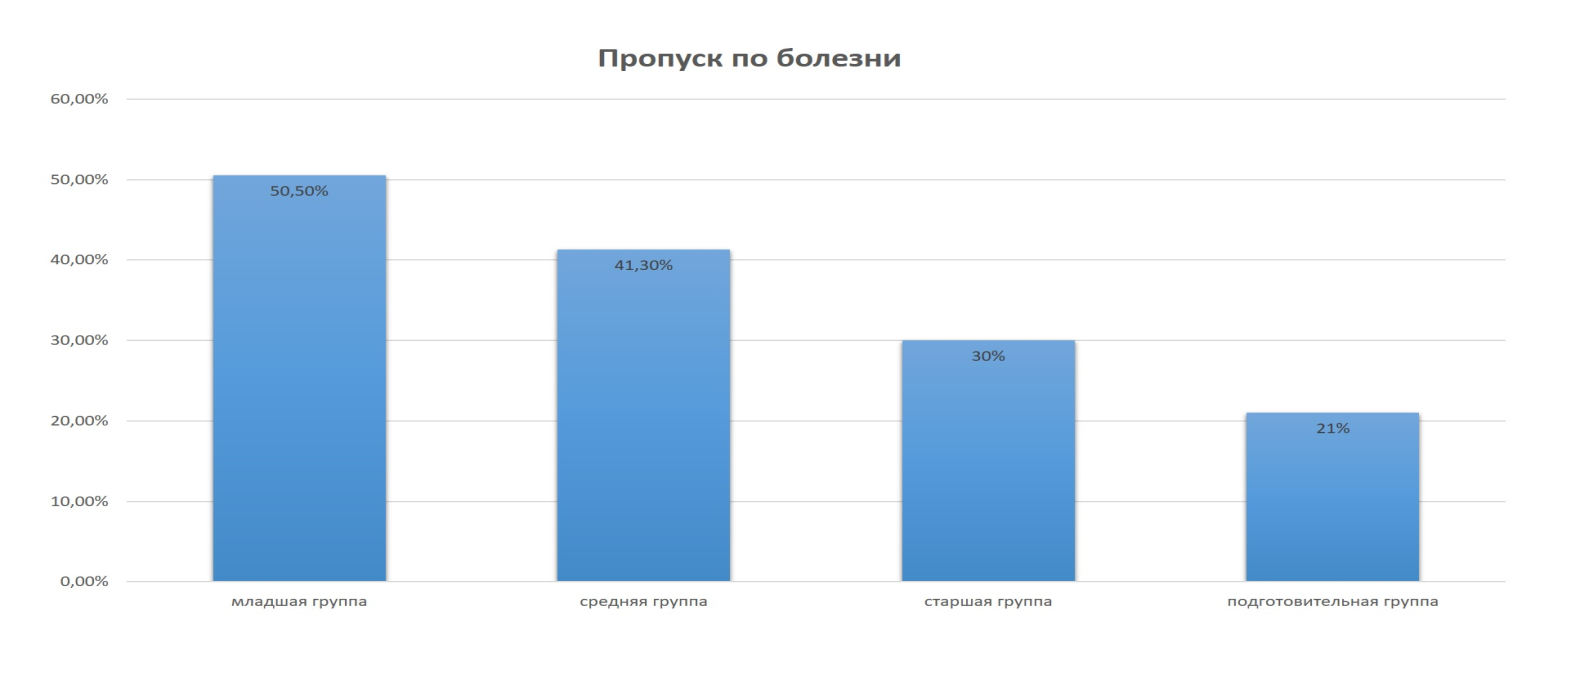 Пропуск по болезни
60,00%
50,00%
40,00%
30,00%
20,00%
10,00%
0,00%
50,50%
41,30%
30%
21%
младшая группа
средняя группа
старшая группа
подготовительная группа